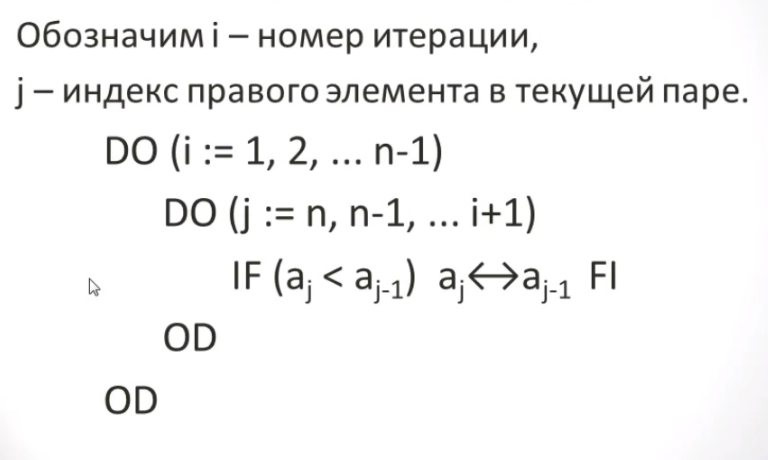 Обозначим i – номер итерации,
j – индекс правого элемента в текущей паре.
DO (i := 1, 2, ... n-1)
DO (j := n, n-1, ... i+1)
IF (aⱼ < aⱼ₋₁) aⱼ↔aⱼ₋₁ FI
OD
OD